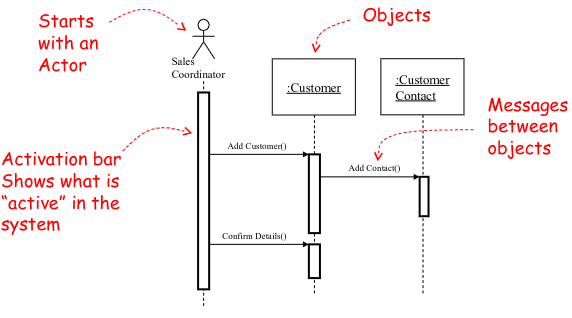 Starts
with an
Actor
Objects
Sales
Coordinator
:Customer
:Customer
Contact
Messages
between
objects
Activation bar
Shows what is
“active” in the
system
Add Customer()
Add Contact()
Confirm Details()